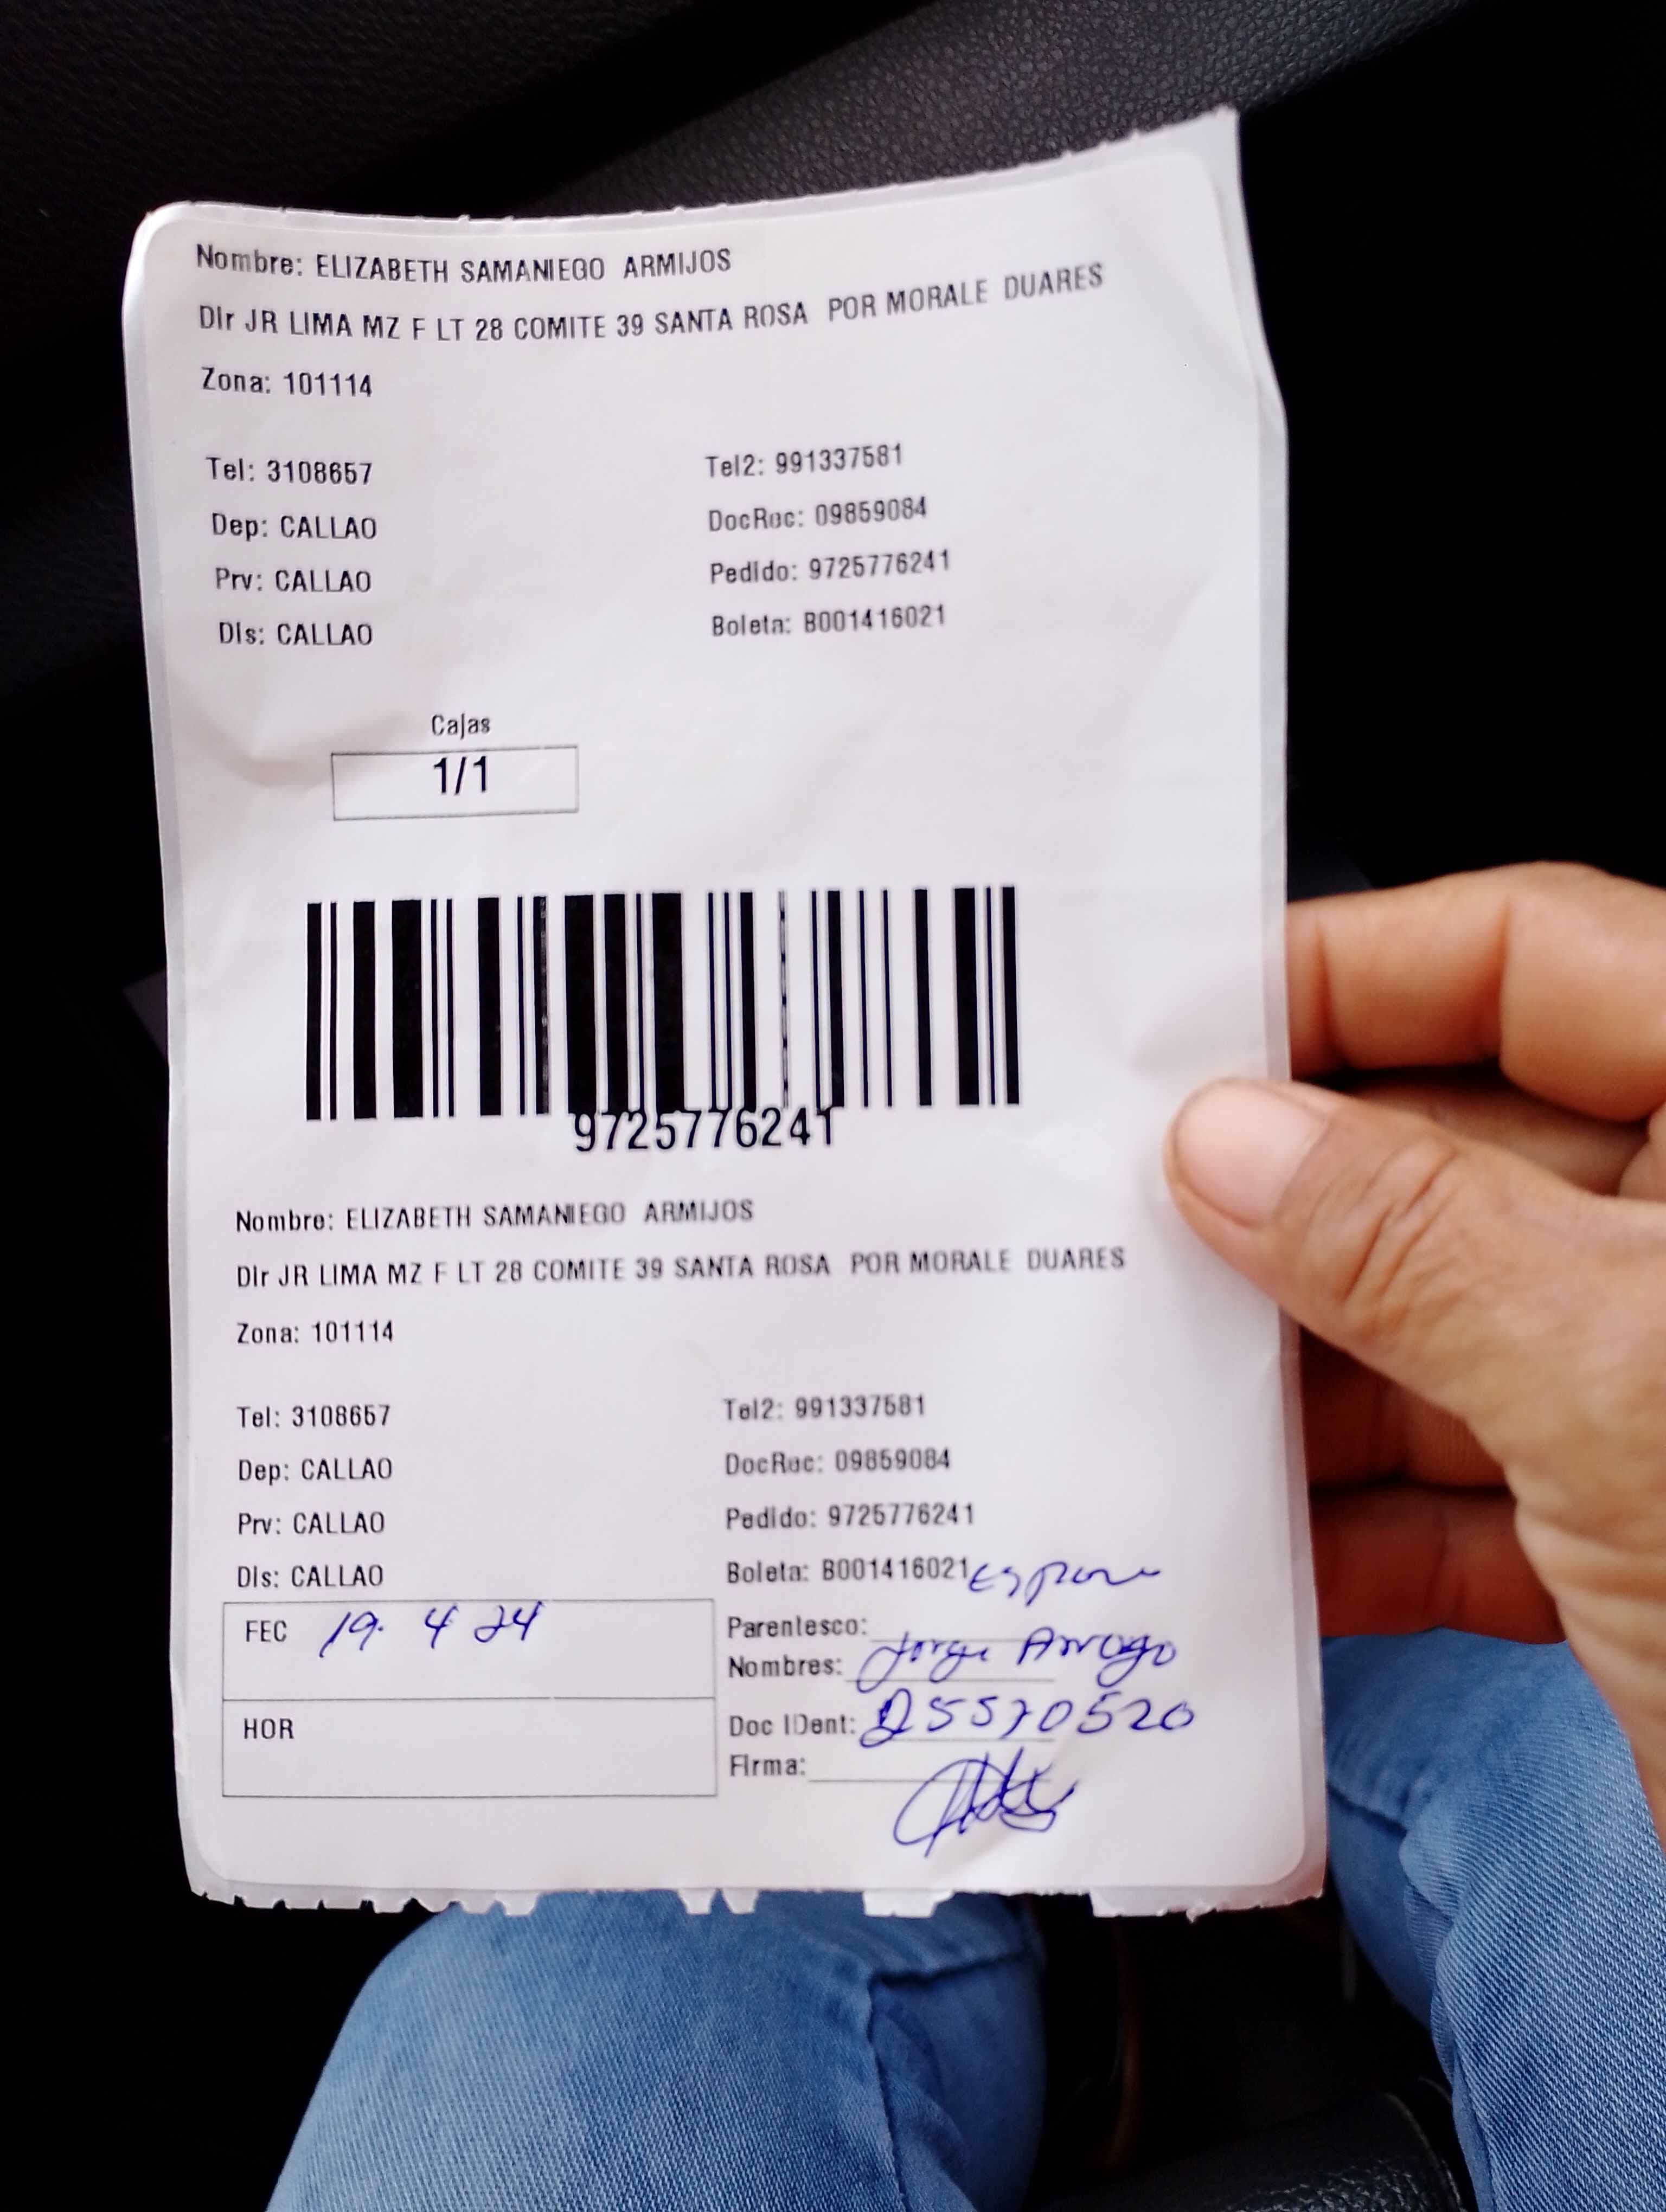 Nombre: ELIZABETH SAMANIEGO ARMIJOS
Dir JR LIMA MZ F LT 28 COMITE 39 SANTA ROSA POR MORALE DUARES
Zona: 101114
Tel: 3108657 Tel2: 991337581
Dep: CALLAO DocRuc: 09859084
Prv: CALLAO Pedido: 9725776241
Dis: CALLAO Boleta: B001416021
Cajas
1/1
9725776241
Nombre: ELIZABETH SAMANIEGO ARMIJOS
Dir JR LIMA MZ F LT 28 COMITE 39 SANTA ROSA POR MORALE DUARES
Zona: 101114
Tel: 3108657 Tel2: 991337581
Dep: CALLAO DocRuc: 09859084
Prv: CALLAO Pedido: 9725776241
Dis: CALLAO Boleta: B001416021
FEC 19. 4 24 Parentesco:
Nombres: Jorge Arroyo
HOR Doc IDent: 25570520
Firma: